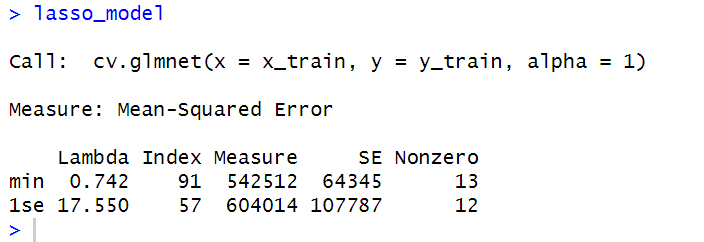 > lasso_model
Call:  cv.glmnet(x = x_train, y = y_train, alpha = 1)
Measure: Mean-Squared Error
    Lambda Index Measure     SE Nonzero
min  0.742    91  542512  64345      13
1se 17.550    57  604014 107787      12
>